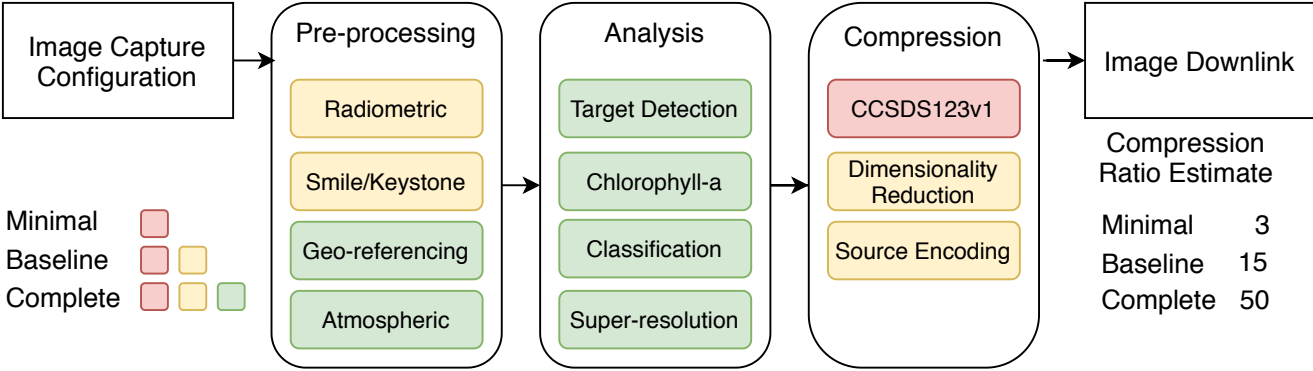 Image Capture
Configuration
Pre-processing
Radiometric
Smile/Keystone
Geo-referencing
Atmospheric
Analysis
Target Detection
Chlorophyll-a
Classification
Super-resolution
Compression
CCSDS123v1
Dimensionality
Reduction
Source Encoding
Image Downlink
Minimal
Baseline
Complete
Compression
Ratio Estimate
Minimal 3
Baseline 15
Complete 50